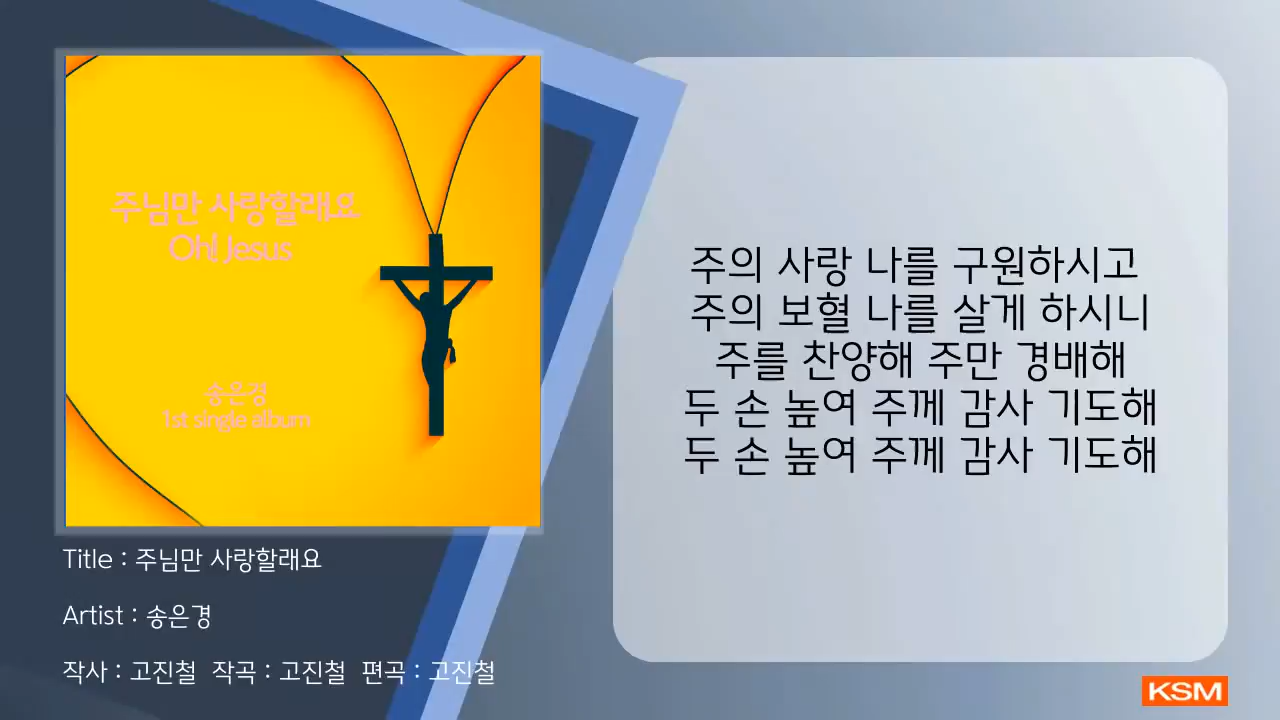 주님만 사랑할래요
Oh! Jesus
송은경
1st single album
Title : 주님만 사랑할래요
Artist : 송은경
작사 : 고진철 작곡 : 고진철 편곡 : 고진철
주의 사랑 나를 구원하시고
주의 보혈 나를 살게 하시니
주를 찬양해 주만 경배해
두 손 높여 주께 감사 기도해
두 손 높여 주께 감사 기도해
KSM